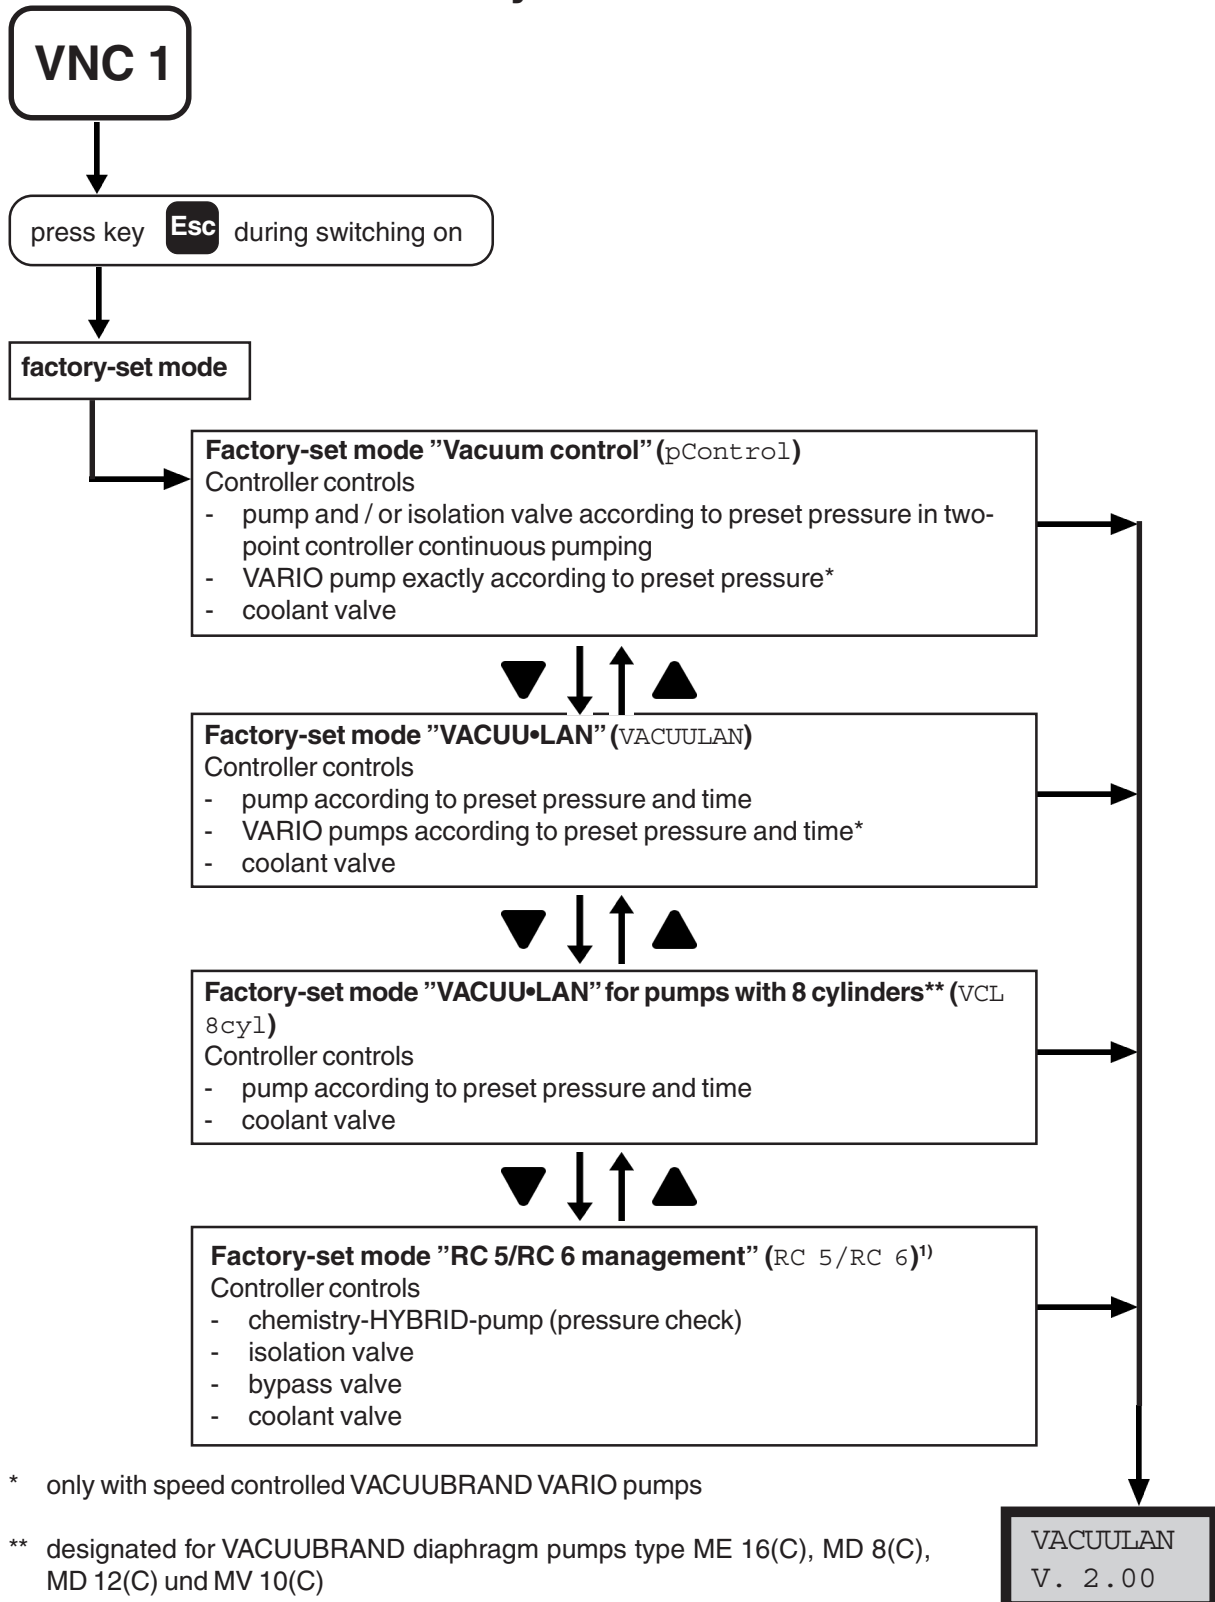 VNC 1
press key Esc during switching on
factory-set mode
Factory-set mode ”Vacuum control” (pControl)
Controller controls
- pump and / or isolation valve according to preset pressure in two-
point controller continuous pumping
- VARIO pump exactly according to preset pressure*
- coolant valve
Factory-set mode ”VACUU•LAN” (VACUULAN)
Controller controls
- pump according to preset pressure and time
- VARIO pumps according to preset pressure and time*
- coolant valve
Factory-set mode ”VACUU•LAN” for pumps with 8 cylinders** (VCL
8cyl)
Controller controls
- pump according to preset pressure and time
- coolant valve
Factory-set mode ”RC 5/RC 6 management” (RC 5/RC 6)¹⁾
Controller controls
- chemistry-HYBRID-pump (pressure check)
- isolation valve
- bypass valve
- coolant valve
* only with speed controlled VACUUBRAND VARIO pumps
** designated for VACUUBRAND diaphragm pumps type ME 16(C), MD 8(C),
MD 12(C) und MV 10(C)
VACUULAN
V. 2.00